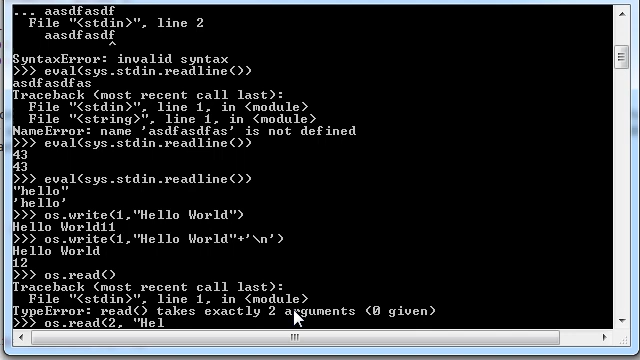 ... aasdfasdf
  File "<stdin>", line 2
    aasdfasdf
            ^
SyntaxError: invalid syntax
>>> eval(sys.stdin.readline())
asdfasdfas
Traceback (most recent call last):
  File "<stdin>", line 1, in <module>
  File "<string>", line 1, in <module>
NameError: name 'asdfasdfas' is not defined
>>> eval(sys.stdin.readline())
43
43
>>> eval(sys.stdin.readline())
"hello"
'hello'
>>> os.write(1,"Hello World")
Hello World11
>>> os.write(1,"Hello World"+'\n')
Hello World
12
>>> os.read()
Traceback (most recent call last):
  File "<stdin>", line 1, in <module>
TypeError: read() takes exactly 2 arguments (0 given)
>>> os.read(2, "Hel